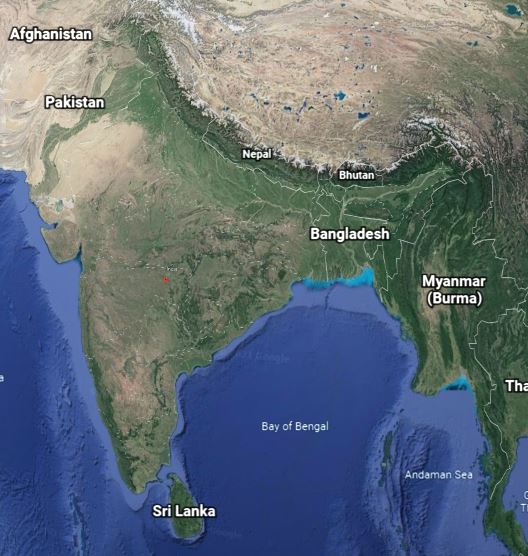 Afghanistan
Pakistan
Nepal
Bhutan
Bangladesh
Myanmar
(Burma)
Tha
Bay of Bengal
Andaman Sea
Sri Lanka